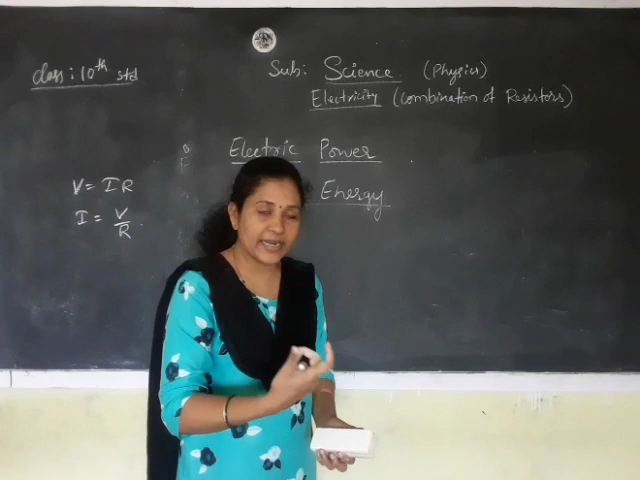 class: 10th std
Sub: Science (Physics)
Electricity (Combination of Resistors)
Electric Power
Energy
V = IR
I = V/R